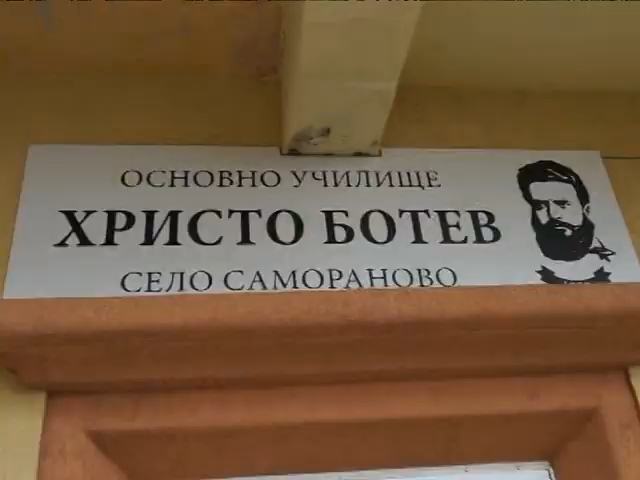 ОСНОВНО УЧИЛИЩЕ
ХРИСТО БОТЕВ
СЕЛО САМОРАНОВО